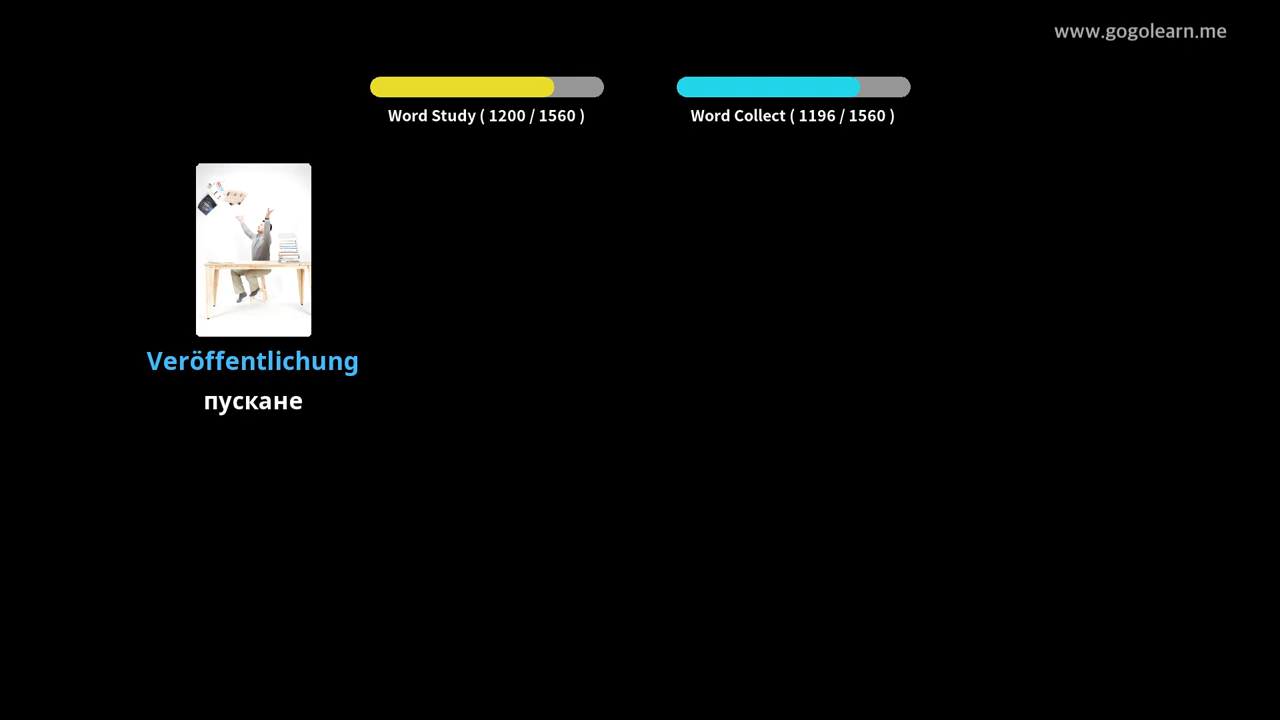 www.gogolearn.me
Word Study ( 1200 / 1560 )
Word Collect ( 1196 / 1560 )
Veröffentlichung
пускане